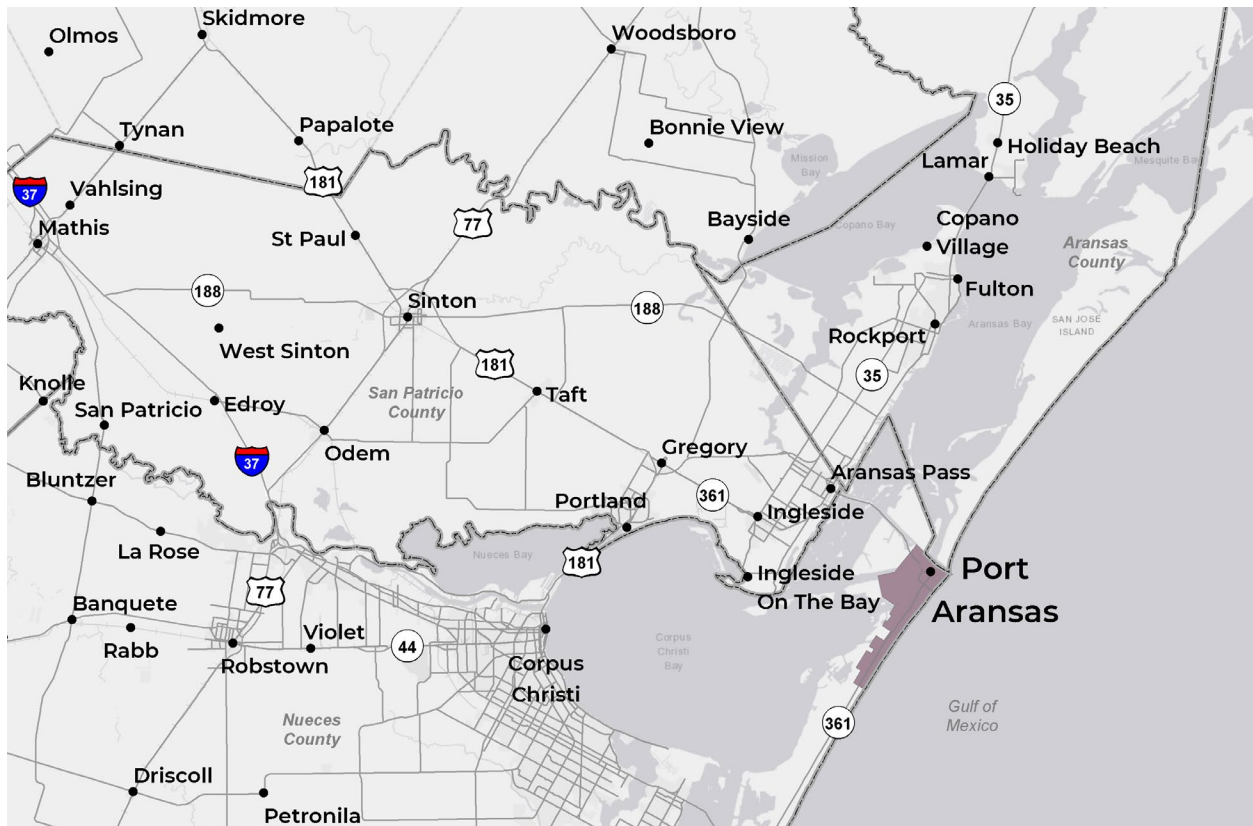 Olmos
Skidmore
Woodsboro
35
Tynan
Papalote
Bonnie View
Holiday Beach
Mission
Bay
Lamar
Mesquite Bay
37
181
Vahlsing
Mathis
St Paul
77
Bayside
Copano Bay
Copano
Village
Aransas
County
188
Sinton
188
Fulton
West Sinton
Rockport
Aransas Bay
SAN JOSE
ISLAND
181
35
Knolle
San Patricio
Edroy
San Patricio
County
Taft
Odem
Gregory
37
Bluntzer
Portland
361
Aransas Pass
Ingleside
La Rose
Nueces Bay
181
Ingleside
On The Bay
Port
Aransas
77
Banquete
Rabb
Robstown
Violet
44
Corpus
Christi
Corpus
Christi
Bay
Nueces
County
361
Gulf of
Mexico
Driscoll
Petronila